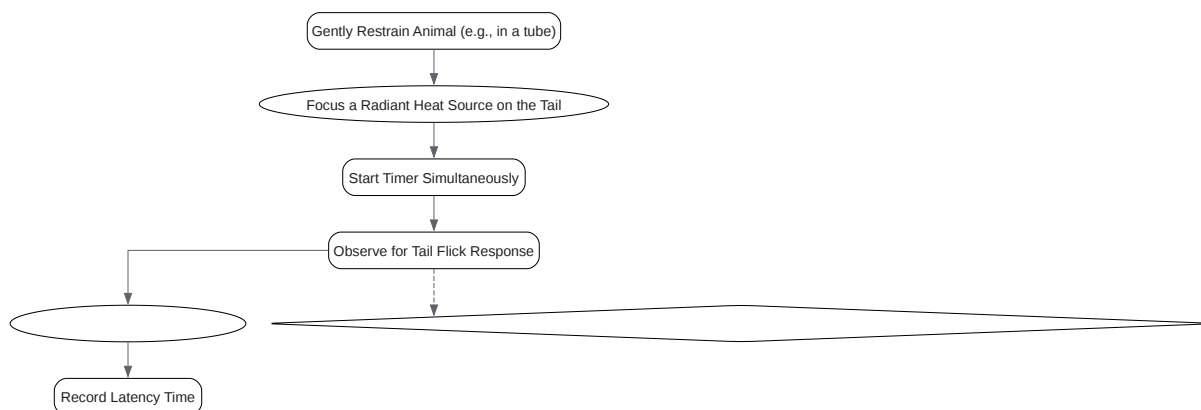 Gently Restrain Animal (e.g., in a tube)
Focus a Radiant Heat Source on the Tail
Start Timer Simultaneously
Observe for Tail Flick Response
Record Latency Time